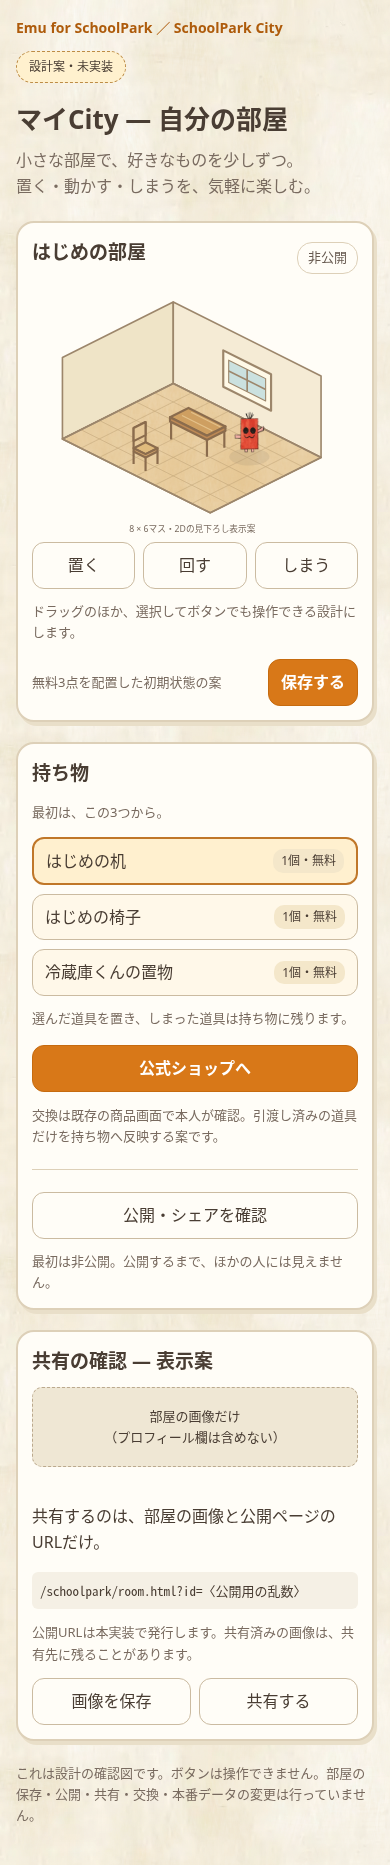 Emu for SchoolPark ／ SchoolPark City
設計案・未実装
マイCity — 自分の部屋
小さな部屋で、好きなものを少しずつ。
置く・動かす・しまうを、気軽に楽しむ。
はじめの部屋
非公開
8 × 6マス・2Dの見下ろし表示案
置く
回す
しまう
ドラッグのほか、選択してボタンでも操作できる設計に
します。
無料3点を配置した初期状態の案
保存する
持ち物
最初は、この3つから。
はじめの机
1個・無料
はじめの椅子
1個・無料
冷蔵庫くんの置物
1個・無料
選んだ道具を置き、しまった道具は持ち物に残ります。
公式ショップへ
交換は既存の商品画面で本人が確認。引渡し済みの道具
だけを持ち物へ反映する案です。
公開・シェアを確認
最初は非公開。公開するまで、ほかの人には見えませ
ん。
共有の確認 — 表示案
部屋の画像だけ
（プロフィール欄は含めない）
共有するのは、部屋の画像と公開ページの
URLだけ。
/schoolpark/room.html?id=〈公開用の乱数〉
公開URLは本実装で発行します。共有済みの画像は、共
有先に残ることがあります。
画像を保存
共有する
これは設計の確認図です。ボタンは操作できません。部屋の
保存・公開・共有・交換・本番データの変更は行っていませ
ん。